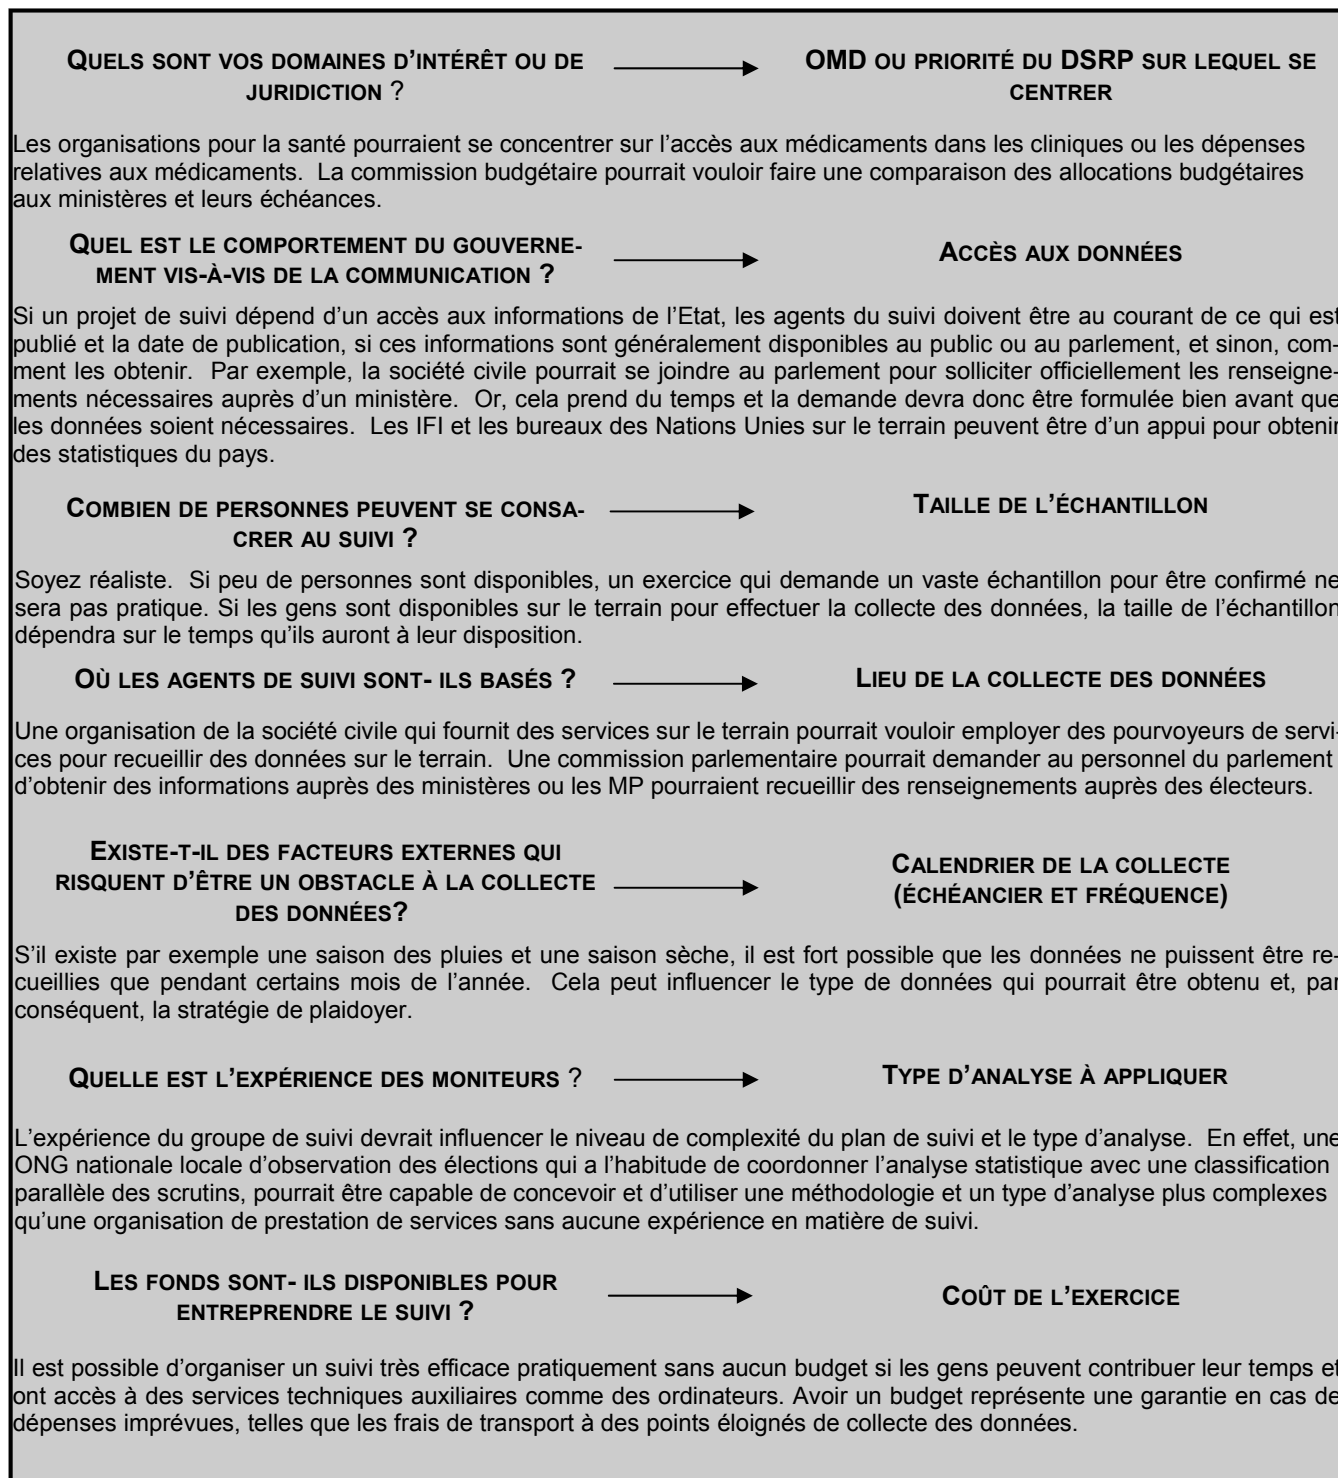 QUELS SONT VOS DOMAINES D’INTÉRÊT OU DE
JURIDICTION ?
OMD OU PRIORITÉ DU DSRP SUR LEQUEL SE
CENTRER
Les organisations pour la santé pourraient se concentrer sur l’accès aux médicaments dans les cliniques ou les dépenses
relatives aux médicaments. La commission budgétaire pourrait vouloir faire une comparaison des allocations budgétaires
aux ministères et leurs échéances.
QUEL EST LE COMPORTEMENT DU GOUVERNE-
MENT VIS-À-VIS DE LA COMMUNICATION ?
ACCÈS AUX DONNÉES
Si un projet de suivi dépend d’un accès aux informations de l’Etat, les agents du suivi doivent être au courant de ce qui est
publié et la date de publication, si ces informations sont généralement disponibles au public ou au parlement, et sinon, com-
ment les obtenir. Par exemple, la société civile pourrait se joindre au parlement pour solliciter officiellement les renseigne-
ments nécessaires auprès d’un ministère. Or, cela prend du temps et la demande devra donc être formulée bien avant que
les données soient nécessaires. Les IFI et les bureaux des Nations Unies sur le terrain peuvent être d’un appui pour obtenir
des statistiques du pays.
COMBIEN DE PERSONNES PEUVENT SE CONSA-
CRER AU SUIVI ?
TAILLE DE L’ÉCHANTILLON
Soyez réaliste. Si peu de personnes sont disponibles, un exercice qui demande un vaste échantillon pour être confirmé ne
sera pas pratique. Si les gens sont disponibles sur le terrain pour effectuer la collecte des données, la taille de l’échantillon
dépendra sur le temps qu’ils auront à leur disposition.
OÙ LES AGENTS DE SUIVI SONT- ILS BASÉS ?
LIEU DE LA COLLECTE DES DONNÉES
Une organisation de la société civile qui fournit des services sur le terrain pourrait vouloir employer des pourvoyeurs de servi-
ces pour recueillir des données sur le terrain. Une commission parlementaire pourrait demander au personnel du parlement
d’obtenir des informations auprès des ministères ou les MP pourraient recueillir des renseignements auprès des électeurs.
EXISTE-T-IL DES FACTEURS EXTERNES QUI
RISQUENT D’ÊTRE UN OBSTACLE À LA COLLECTE
DES DONNÉES?
CALENDRIER DE LA COLLECTE
(ÉCHÉANCIER ET FRÉQUENCE)
S’il existe par exemple une saison des pluies et une saison sèche, il est fort possible que les données ne puissent être re-
cueillies que pendant certains mois de l’année. Cela peut influencer le type de données qui pourrait être obtenu et, par
conséquent, la stratégie de plaidoyer.
QUELLE EST L’EXPÉRIENCE DES MONITEURS ?
TYPE D’ANALYSE À APPLIQUER
L’expérience du groupe de suivi devrait influencer le niveau de complexité du plan de suivi et le type d’analyse. En effet, une
ONG nationale locale d’observation des élections qui a l’habitude de coordonner l’analyse statistique avec une classification
parallèle des scrutins, pourrait être capable de concevoir et d’utiliser une méthodologie et un type d’analyse plus complexes
qu’une organisation de prestation de services sans aucune expérience en matière de suivi.
LES FONDS SONT- ILS DISPONIBLES POUR
ENTREPRENDRE LE SUIVI ?
COÛT DE L’EXERCICE
Il est possible d’organiser un suivi très efficace pratiquement sans aucun budget si les gens peuvent contribuer leur temps et
ont accès à des services techniques auxiliaires comme des ordinateurs. Avoir un budget représente une garantie en cas de
dépenses imprévues, telles que les frais de transport à des points éloignés de collecte des données.